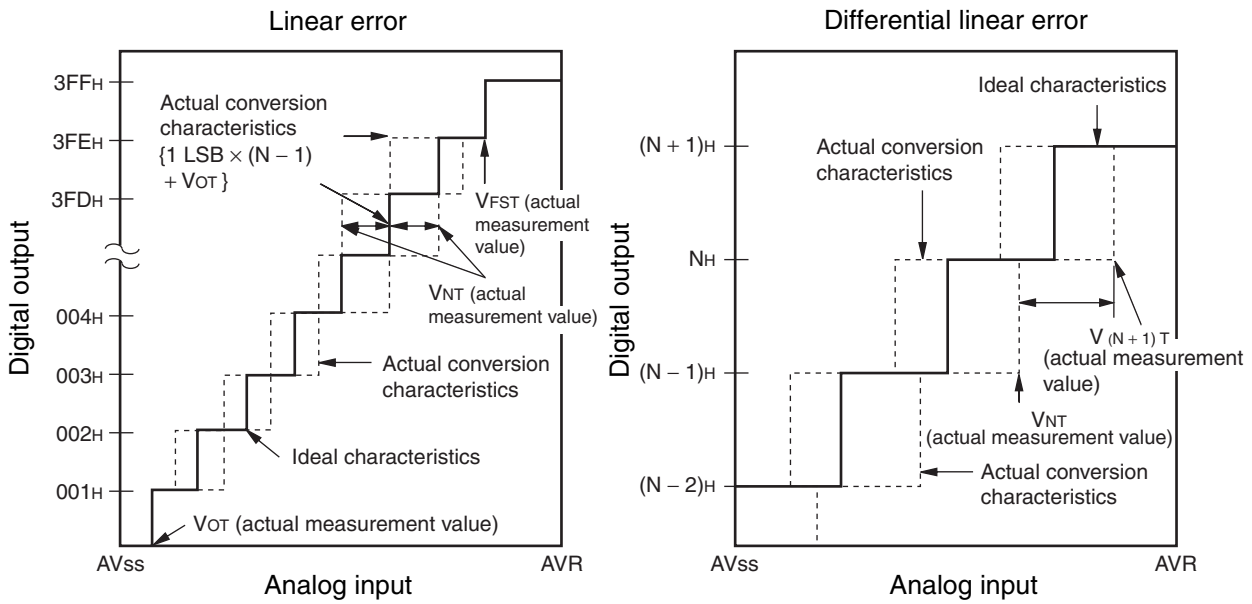 Linear error
3FFH
3FEH
3FDH
004H
003H
002H
001H
Digital output
Actual conversion
characteristics
{1 LSB × (N – 1)
+ VOT }
VFST (actual
measurement
value)
VNT (actual
measurement value)
Actual conversion
characteristics
Ideal characteristics
VOT (actual measurement value)
AVss
AVR
Analog input
Differential linear error
(N + 1)H
NH
(N – 1)H
(N – 2)H
Digital output
Ideal characteristics
Actual conversion
characteristics
V (N + 1) T
(actual measurement
value)
VNT
(actual measurement value)
Actual conversion
characteristics
AVss
AVR
Analog input